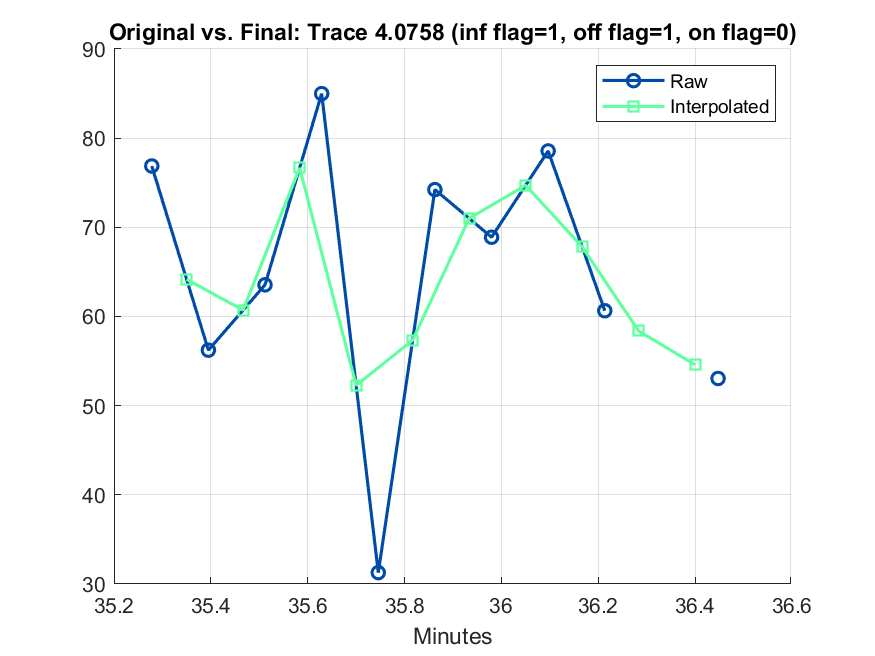 Original vs. Final: Trace 4.0758 (inf flag=1, off flag=1, on flag=0)
90
80
70
60
50
40
30
Raw
Interpolated
35.2 35.4 35.6 35.8 36 36.2 36.4 36.6
Minutes